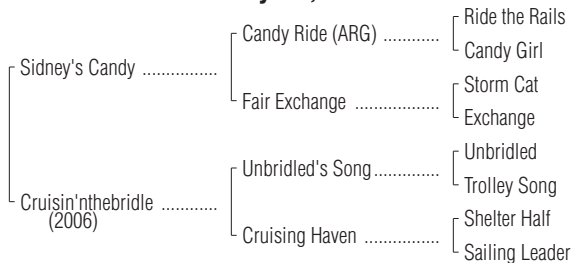 Ride the Rails
Candy Ride (ARG) ............
Candy Girl
Sidney's Candy ................
Storm Cat
Fair Exchange ..................
Exchange
Unbridled
Unbridled's Song...............
Trolley Song
Cruisin'nthebridle ............
(2006)
Shelter Half
Cruising Haven ................
Sailing Leader